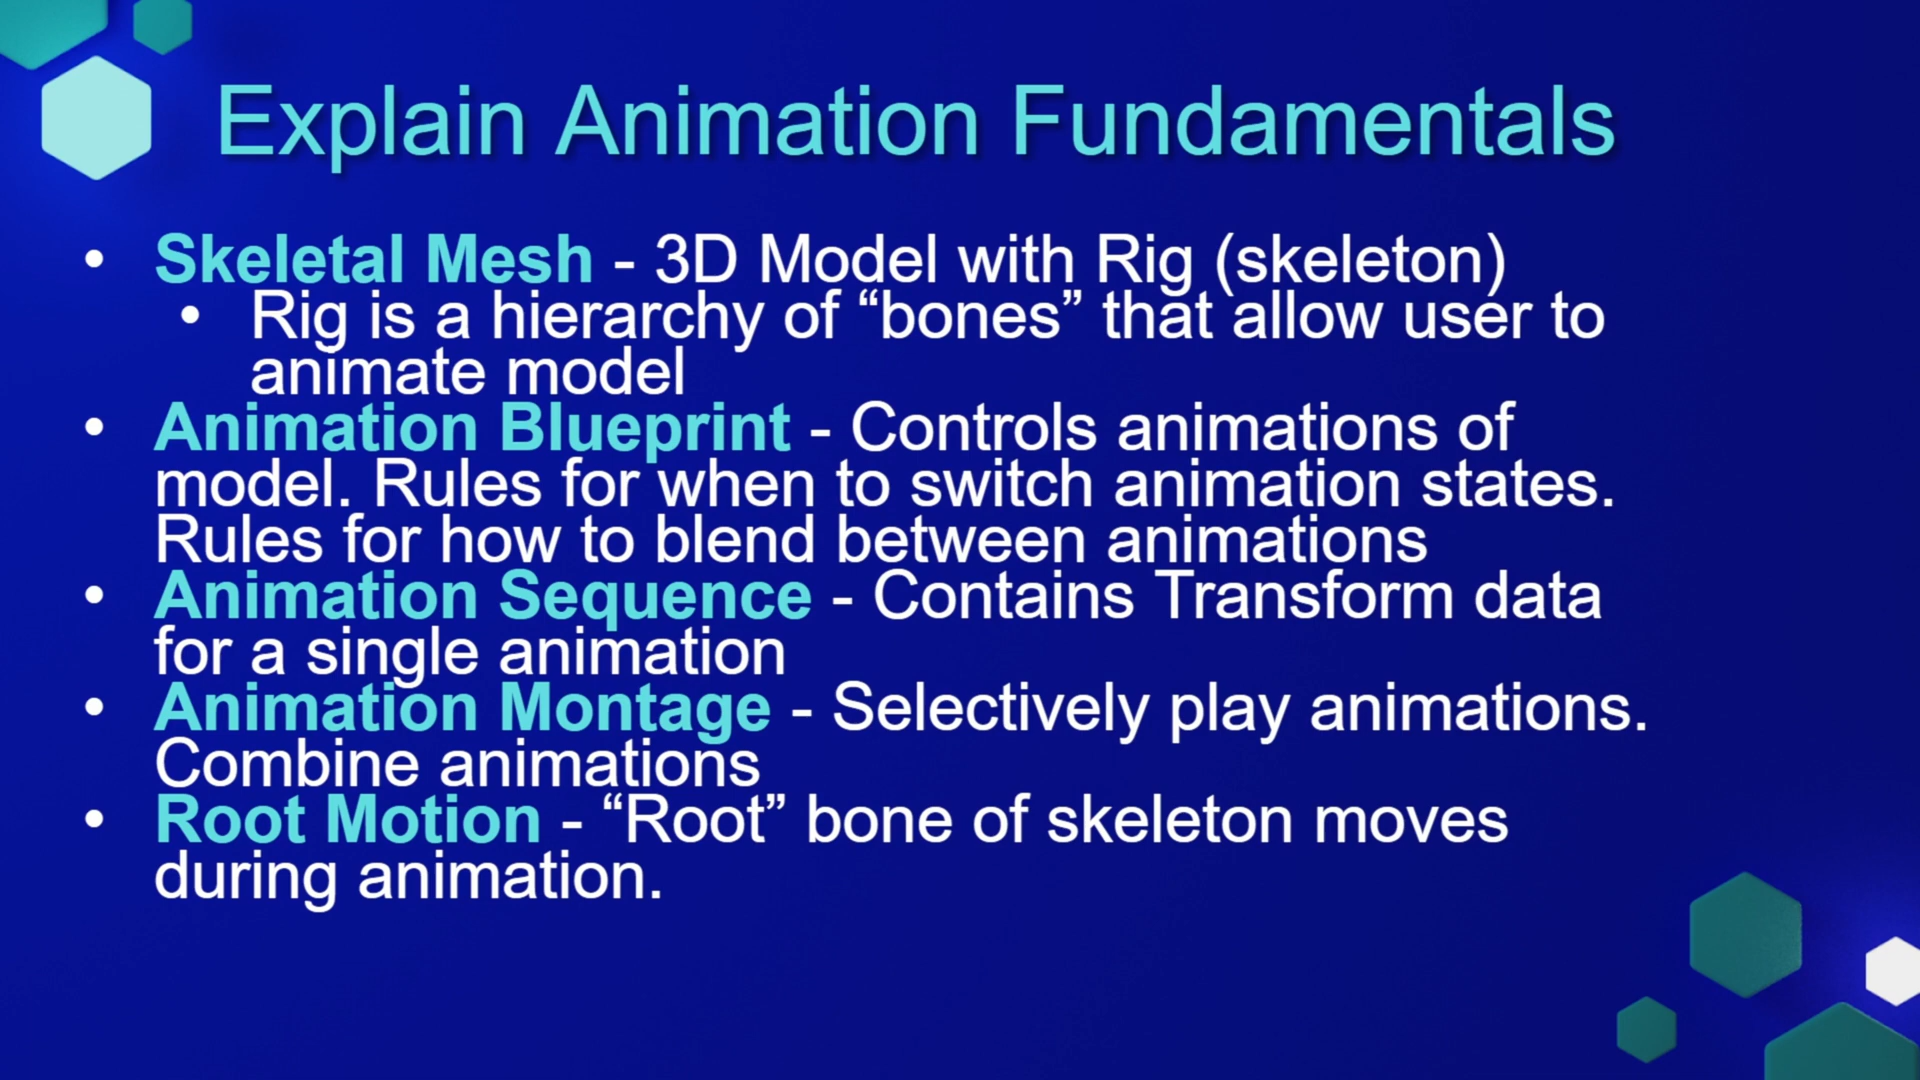 Explain Animation Fundamentals
• Skeletal Mesh - 3D Model with Rig (skeleton)
• Rig is a hierarchy of “bones” that allow user to
animate model
• Animation Blueprint - Controls animations of
model. Rules for when to switch animation states.
Rules for how to blend between animations
• Animation Sequence - Contains Transform data
for a single animation
• Animation Montage - Selectively play animations.
Combine animations
• Root Motion - “Root” bone of skeleton moves
during animation.